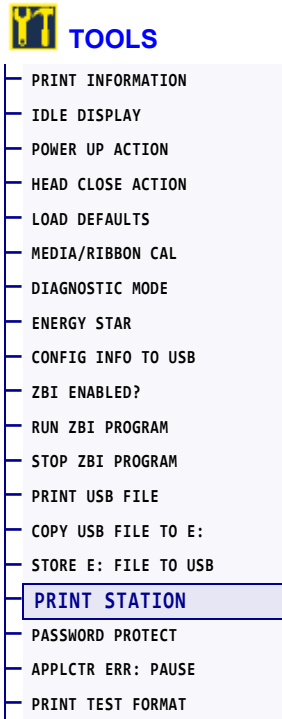 TOOLS
PRINT INFORMATION
IDLE DISPLAY
POWER UP ACTION
HEAD CLOSE ACTION
LOAD DEFAULTS
MEDIA/RIBBON CAL
DIAGNOSTIC MODE
ENERGY STAR
CONFIG INFO TO USB
ZBI ENABLED?
RUN ZBI PROGRAM
STOP ZBI PROGRAM
PRINT USB FILE
COPY USB FILE TO E:
STORE E: FILE TO USB
PRINT STATION
PASSWORD PROTECT
APPLCTR ERR: PAUSE
PRINT TEST FORMAT